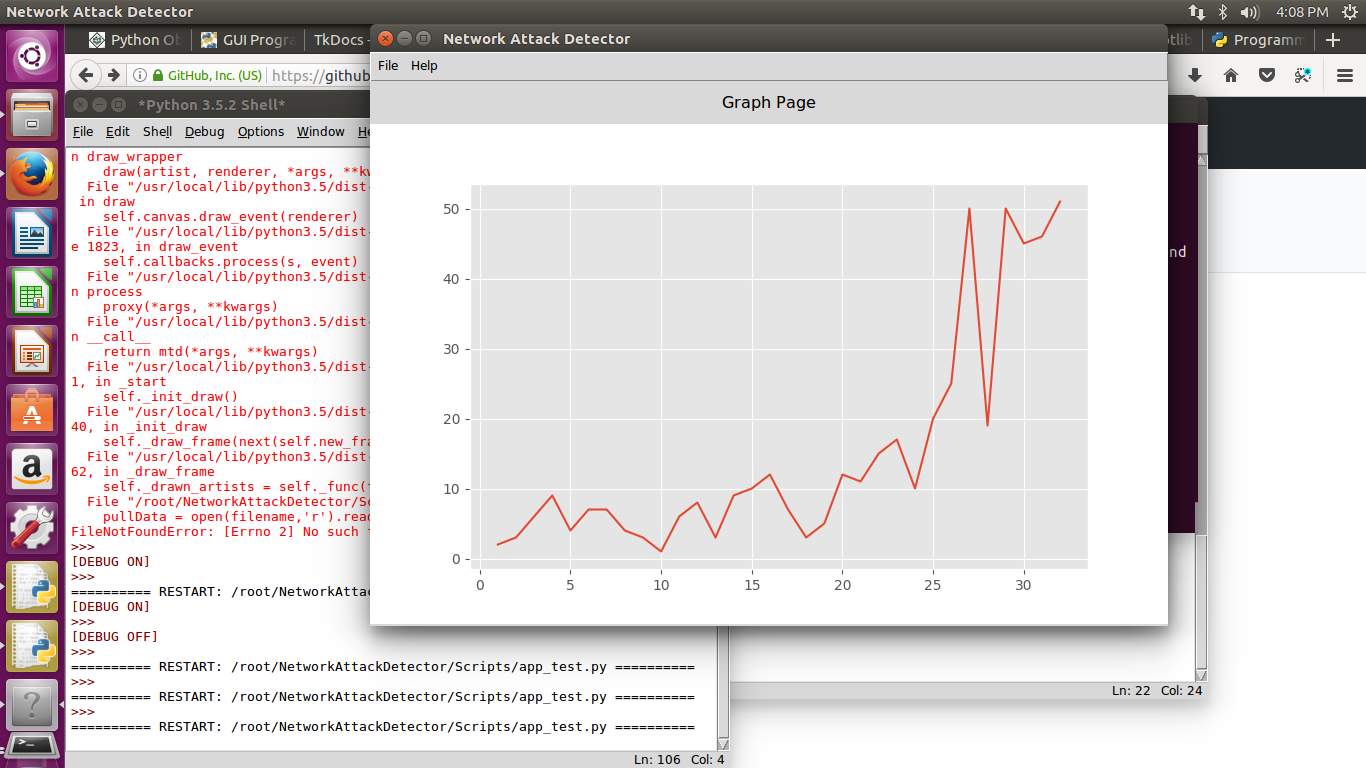 Network Attack Detector
4:08 PM
Python Ob
GUI Progra
TkDocs -
Network Attack Detector
otlib
Programm
GitHub, Inc. (US)
https://github
File Help
*Python 3.5.2 Shell*
Graph Page
File Edit Shell Debug Options Window He
n draw_wrapper
draw(artist, renderer, *args, **kw
File "/usr/local/lib/python3.5/dist-
in draw
self.canvas.draw_event(renderer)
File "/usr/local/lib/python3.5/dist-
e 1823, in draw_event
self.callbacks.process(s, event)
File "/usr/local/lib/python3.5/dist-
n process
proxy(*args, **kwargs)
File "/usr/local/lib/python3.5/dist-
n __call__
return mtd(*args, **kwargs)
File "/usr/local/lib/python3.5/dist-
1, in _start
self._init_draw()
File "/usr/local/lib/python3.5/dist-
40, in _init_draw
self._draw_frame(next(self.new_fra
File "/usr/local/lib/python3.5/dist-
62, in _draw_frame
self._drawn_artists = self._func(
File "/root/NetworkAttackDetector/Sc
pullData = open(filename,'r').read
FileNotFoundError: [Errno 2] No such
>>>
[DEBUG ON]
>>>
========== RESTART: /root/NetworkAttac
[DEBUG ON]
>>>
[DEBUG OFF]
>>>
========== RESTART: /root/NetworkAttackDetector/Scripts/app_test.py ==========
>>>
========== RESTART: /root/NetworkAttackDetector/Scripts/app_test.py ==========
>>>
========== RESTART: /root/NetworkAttackDetector/Scripts/app_test.py ==========
Ln: 106 Col: 4
50
40
30
20
10
0
0 5 10 15 20 25 30
nd
Ln: 22 Col: 24